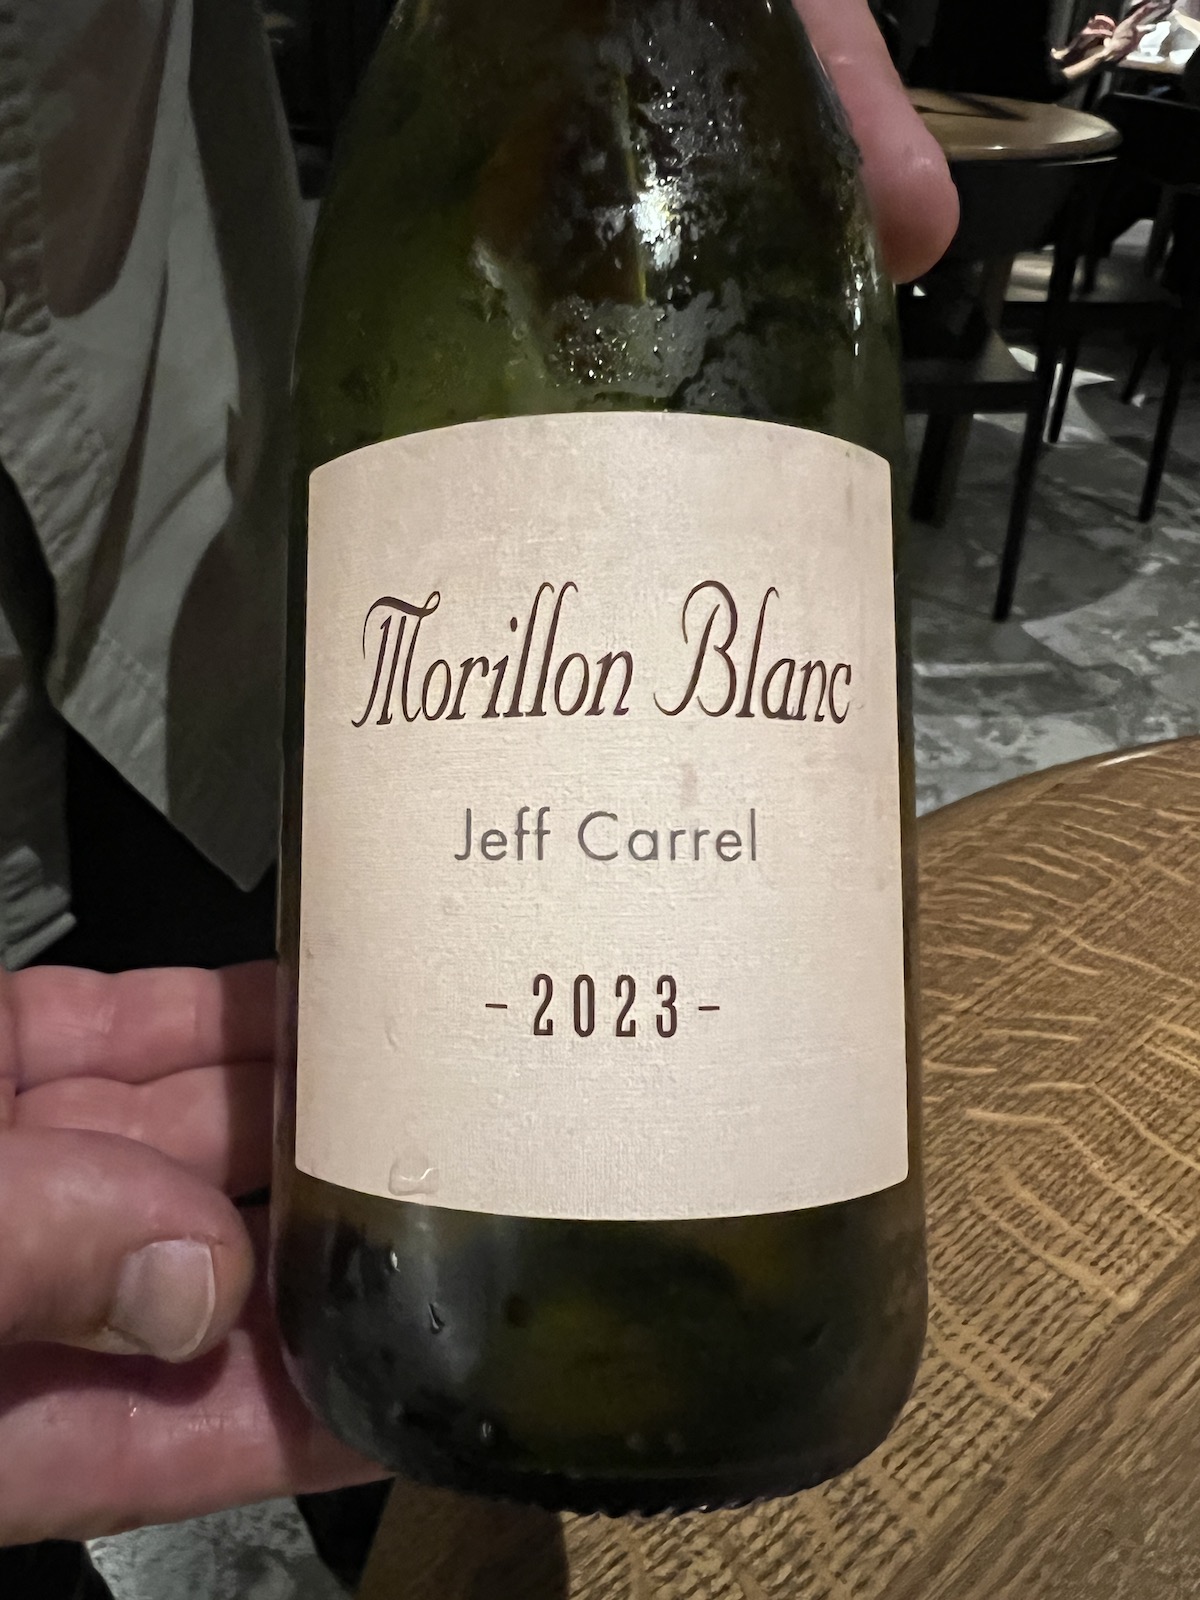 Morillon Blanc
Jeff Carrel
-2023-